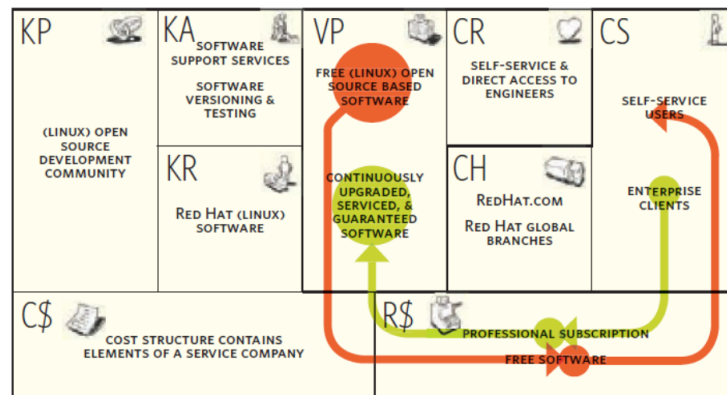 KP
(LINUX) OPEN
SOURCE
DEVELOPMENT
COMMUNITY
KA
SOFTWARE
SUPPORT SERVICES
SOFTWARE
VERSIONING &
TESTING
KR
RED HAT (LINUX)
SOFTWARE
VP
FREE (LINUX) OPEN
SOURCE BASED
SOFTWARE
CONTINUOUSLY
UPGRADED,
SERVICED, &
GUARANTEED
SOFTWARE
CR
SELF-SERVICE &
DIRECT ACCESS TO
ENGINEERS
CH
REDHAT.COM
RED HAT GLOBAL
BRANCHES
CS
SELF-SERVICE
USERS
ENTERPRISE
CLIENTS
C$
COST STRUCTURE CONTAINS
ELEMENTS OF A SERVICE COMPANY
R$
PROFESSIONAL SUBSCRIPTION
FREE SOFTWARE